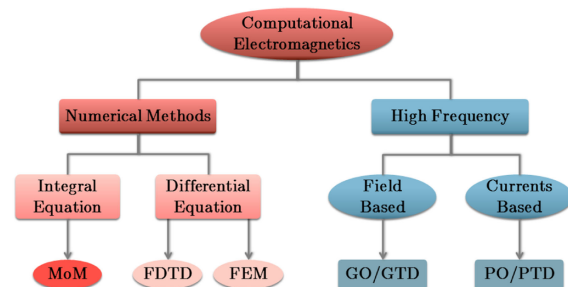 Computational
Electromagnetics
Numerical Methods
High Frequency
Integral
Equation
Differential
Equation
Field
Based
Currents
Based
MoM
FDTD
FEM
GO/GTD
PO/PTD